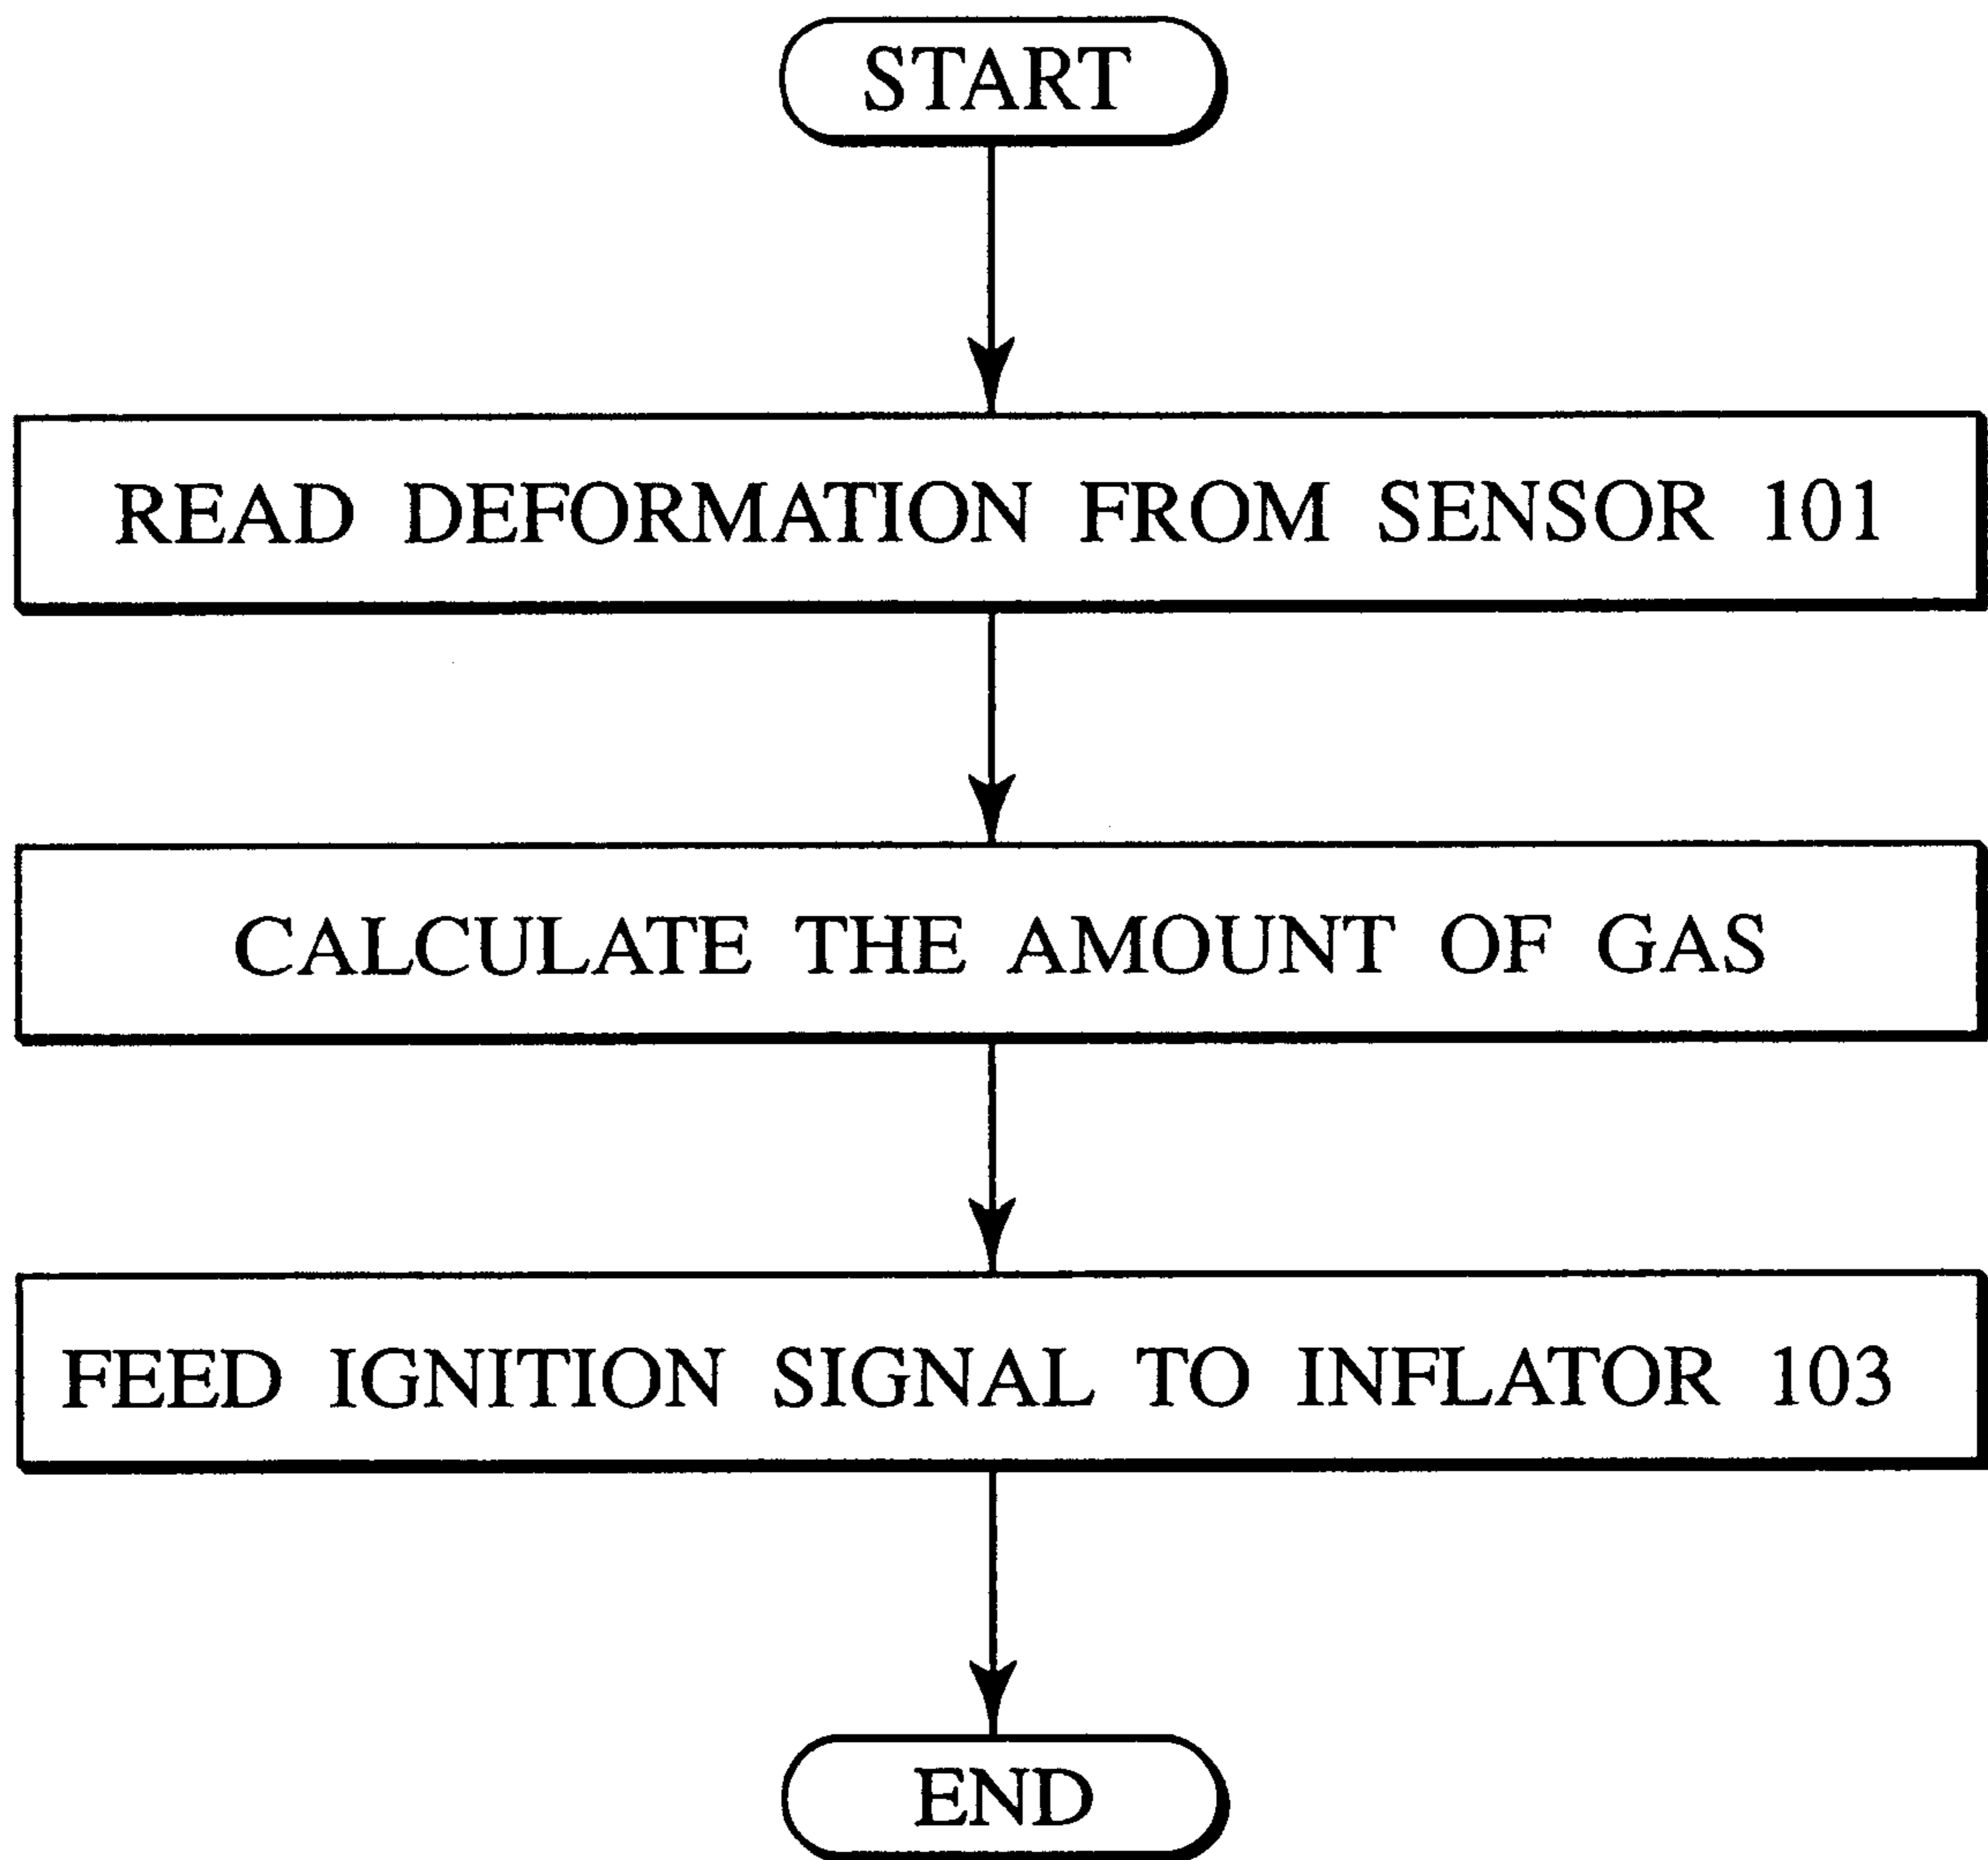 START
READ DEFORMATION FROM SENSOR 101
CALCULATE THE AMOUNT OF GAS
FEED IGNITION SIGNAL TO INFLATOR 103
END